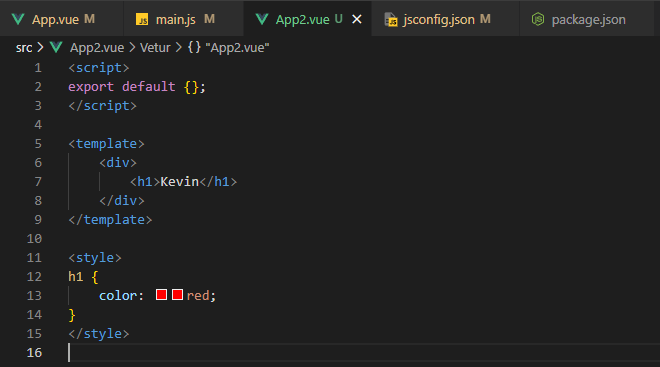 App.vue M main.js M App2.vue U jsconfig.json M package.json
src > App2.vue > Vetur > {} "App2.vue"
1 <script>
2 export default {};
3 </script>
4
5 <template>
6     <div>
7         <h1>Kevin</h1>
8     </div>
9 </template>
10
11 <style>
12 h1 {
13     color: red;
14 }
15 </style>
16